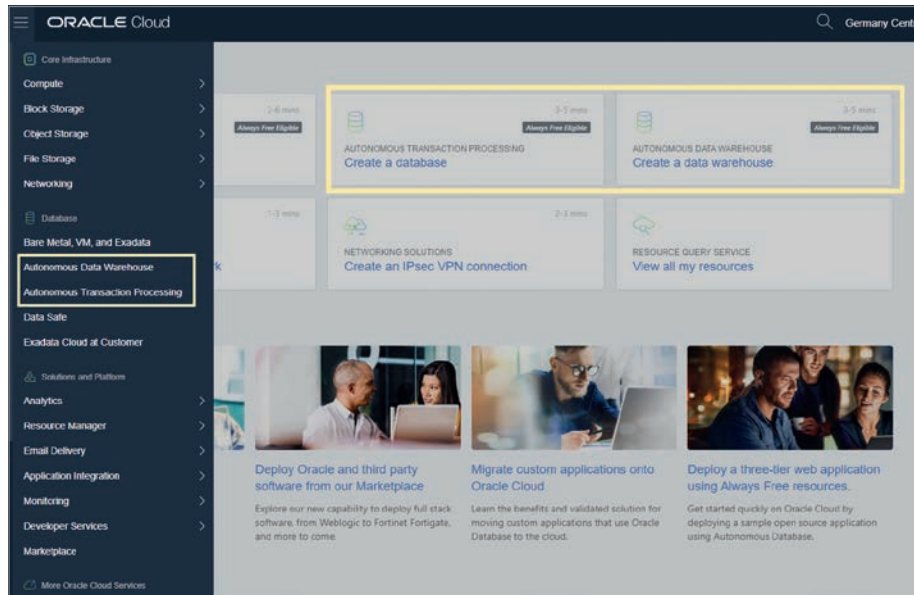 ORACLE Cloud
Germany Cent
Core Infrastructure
Compute
Block Storage
Object Storage
File Storage
Networking
Database
Bare Metal, VM, and Exadata
Autonomous Data Warehouse
Autonomous Transaction Processing
Data Safe
Exadata Cloud at Customer
Solutions and Platform
Analytics
Resource Manager
Email Delivery
Application Integration
Monitoring
Developer Services
Marketplace
More Oracle Cloud Services
2-6 mins
Always Free Eligible
3-5 mins
Always Free Eligible
AUTONOMOUS TRANSACTION PROCESSING
Create a database
3-5 mins
Always Free Eligible
AUTONOMOUS DATA WAREHOUSE
Create a data warehouse
k
2-3 mins
NETWORKING SOLUTIONS
Create an IPsec VPN connection
RESOURCE QUERY SERVICE
View all my resources
Deploy Oracle and third party
software from our Marketplace
Explore our new capability to deploy full stack
software, from Weblogic to Fortinet Fortigate,
and more to come.
Migrate custom applications onto
Oracle Cloud
Learn the benefits and validated solution for
moving custom applications that use Oracle
Database to the cloud.
Deploy a three-tier web application
using Always Free resources.
Get started quickly on Oracle Cloud by
deploying a sample open source application
using Autonomous Database.